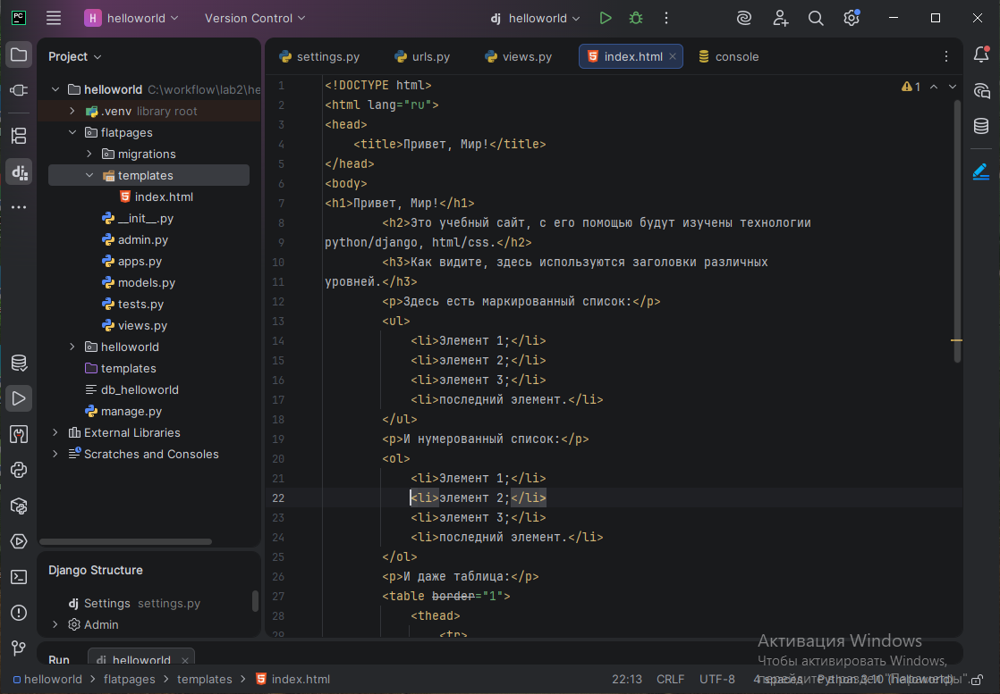 PC H helloworld Version Control dj helloworld
Project
settings.py urls.py views.py index.html console
helloworld C:\workflow\lab2\he
.venv library root
flatpages
migrations
templates
index.html
__init__.py
admin.py
apps.py
models.py
tests.py
views.py
helloworld
templates
db_helloworld
manage.py
External Libraries
Scratches and Consoles
Django Structure
dj Settings settings.py
Admin
1
1 <!DOCTYPE html>
2 <html lang="ru">
3 <head>
4 <title>Привет, Мир!</title>
5 </head>
6 <body>
7 <h1>Привет, Мир!</h1>
8 <h2>Это учебный сайт, с его помощью будут изучены технологии
9 python/django, html/css.</h2>
10 <h3>Как видите, здесь используются заголовки различных
11 уровней.</h3>
12 <p>Здесь есть маркированный список:</p>
13 <ul>
14 <li>Элемент 1;</li>
15 <li>элемент 2;</li>
16 <li>элемент 3;</li>
17 <li>последний элемент.</li>
18 </ul>
19 <p>И нумерованный список:</p>
20 <ol>
21 <li>Элемент 1;</li>
22 <li>элемент 2;</li>
23 <li>элемент 3;</li>
24 <li>последний элемент.</li>
25 </ol>
26 <p>И даже таблица:</p>
27 <table border="1">
28 <thead>
29 <tr>
Run dj helloworld
Активация Windows
Чтобы активировать Windows,
перейдите в раздел "Параметры".
helloworld > flatpages > templates > index.html 22:13 CRLF UTF-8 4 spaces Python 3.10 (helloworld)